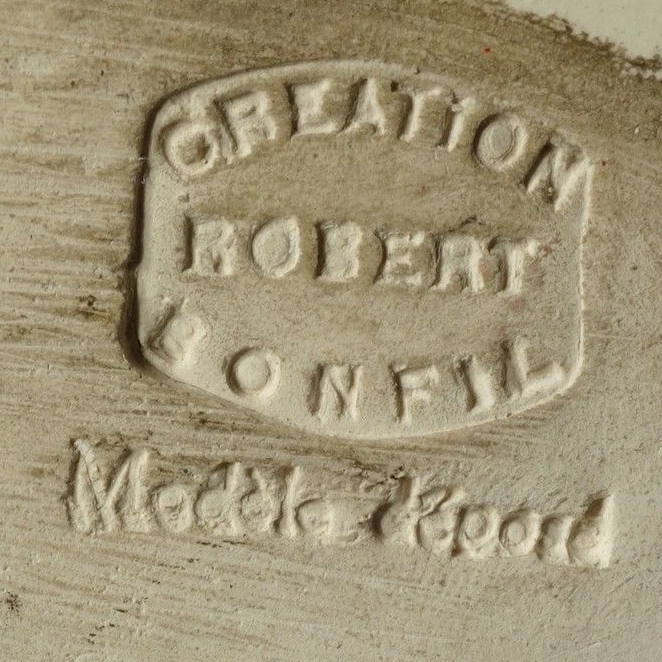 CREATION
ROBERT
BONFIL
Modèle Déposé